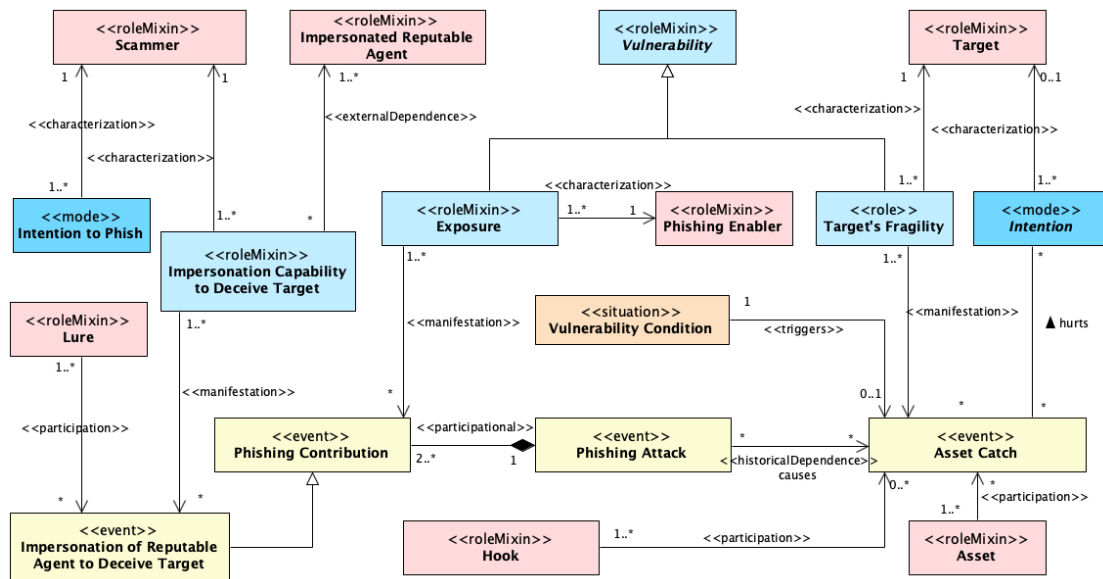 <<roleMixin>>
Scammer
<<roleMixin>>
Impersonated Reputable
Agent
<<roleMixin>>
Vulnerability
<<roleMixin>>
Target
1
1
1..*
1
0..1
<<characterization>>
<<characterization>>
<<externalDependence>>
<<characterization>>
<<characterization>>
1..*
1..*
*
<<characterization>>
1..*
1..*
<<mode>>
Intention to Phish
<<roleMixin>>
Impersonation Capability
to Deceive Target
<<roleMixin>>
Exposure
1..*
1
<<roleMixin>>
Phishing Enabler
<<role>>
Target's Fragility
<<mode>>
Intention
1..*
1..*
*
<<roleMixin>>
Lure
1..*
1..*
<<manifestation>>
<<situation>>
Vulnerability Condition
1
<<triggers>>
<<manifestation>>
▲ hurts
<<participation>>
<<manifestation>>
*
0..1
*
*
<<event>>
Phishing Contribution
<<participational>>
2..*
1
<<event>>
Phishing Attack
*
*
<<historicalDependence>>
causes
<<event>>
Asset Catch
*
*
0..*
*
<<event>>
Impersonation of Reputable
Agent to Deceive Target
<<roleMixin>>
Hook
1..*
<<participation>>
<<participation>>
1..*
<<roleMixin>>
Asset